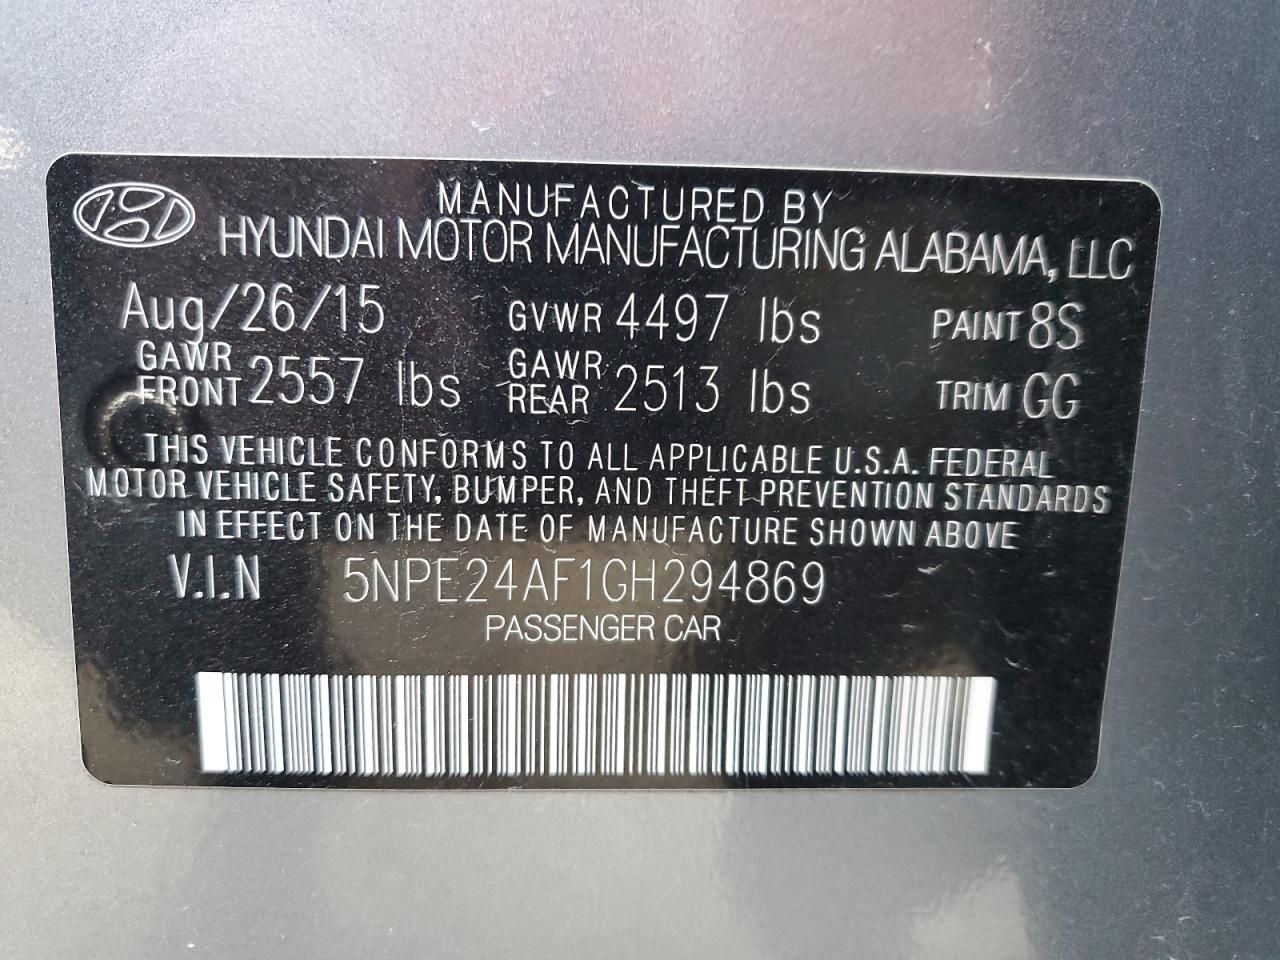 MANUFACTURED BY
HYUNDAI MOTOR MANUFACTURING ALABAMA, LLC
Aug/26/15 GVWR 4497 lbs PAINT 8S
GAWR FRONT 2557 lbs GAWR REAR 2513 lbs TRIM GG
THIS VEHICLE CONFORMS TO ALL APPLICABLE U.S.A. FEDERAL
MOTOR VEHICLE SAFETY, BUMPER, AND THEFT PREVENTION STANDARDS
IN EFFECT ON THE DATE OF MANUFACTURE SHOWN ABOVE
V.I.N 5NPE24AF1GH294869
PASSENGER CAR